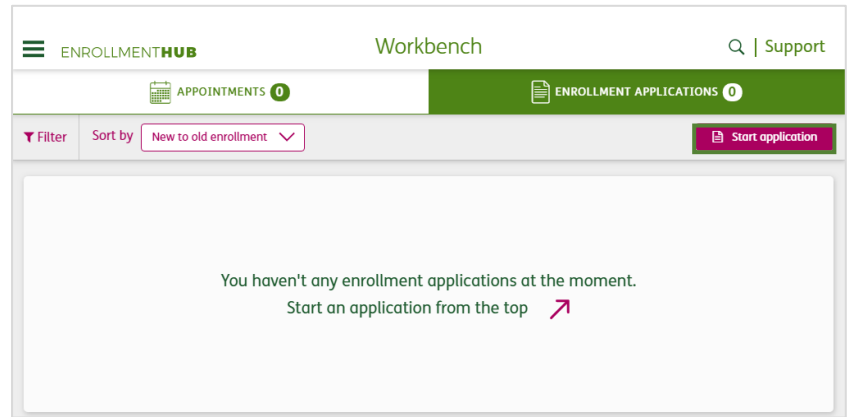 ENROLLMENTHUB
Workbench
| Support
APPOINTMENTS 0
ENROLLMENT APPLICATIONS 0
Filter
Sort by
New to old enrollment
Start application
You haven't any enrollment applications at the moment.
Start an application from the top